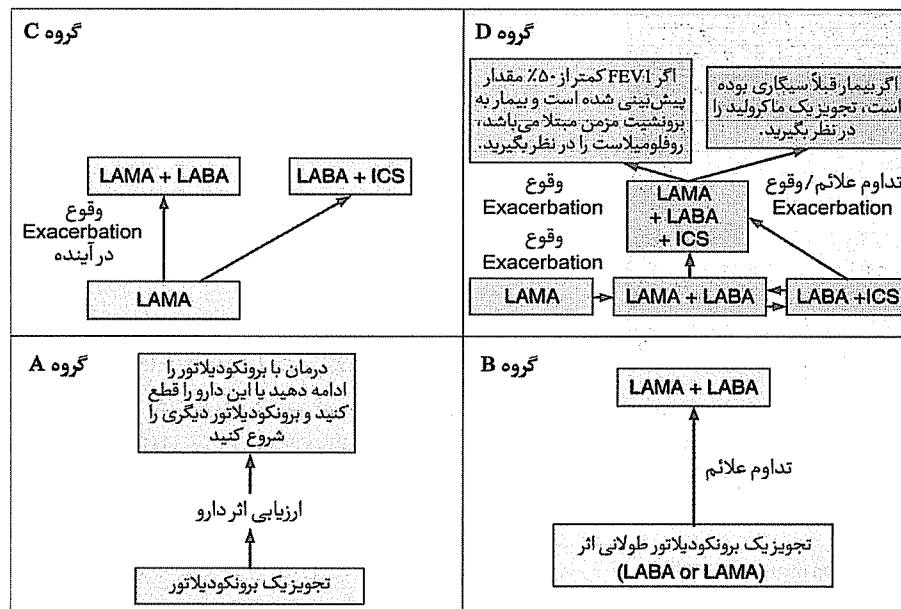 گروه C
LAMA + LABA
LABA + ICS
وقوع
Exacerbation
در آینده
LAMA
گروه D
اگر FEV1 کمتر از ۵۰٪ مقدار
پیش‌بینی شده است و بیمار به
برونشیت مزمن مبتلا می‌باشد،
روفلومیلاست را در نظر بگیرید.
اگر بیمار قبلاً سیگاری بوده
است، تجویز یک ماکرولید را
در نظر بگیرید.
وقوع
Exacerbation
LAMA
+ LABA
+ ICS
تداوم علائم/وقوع
Exacerbation
وقوع
Exacerbation
LAMA
LAMA + LABA
LABA +ICS
گروه A
درمان با برونکودیلاتور را
ادامه دهید یا این دارو را قطع
کنید و برونکودیلاتور دیگری را
شروع کنید
ارزیابی اثر دارو
تجویز یک برونکودیلاتور
گروه B
LAMA + LABA
تداوم علائم
تجویز یک برونکودیلاتور طولانی اثر
(LABA or LAMA)